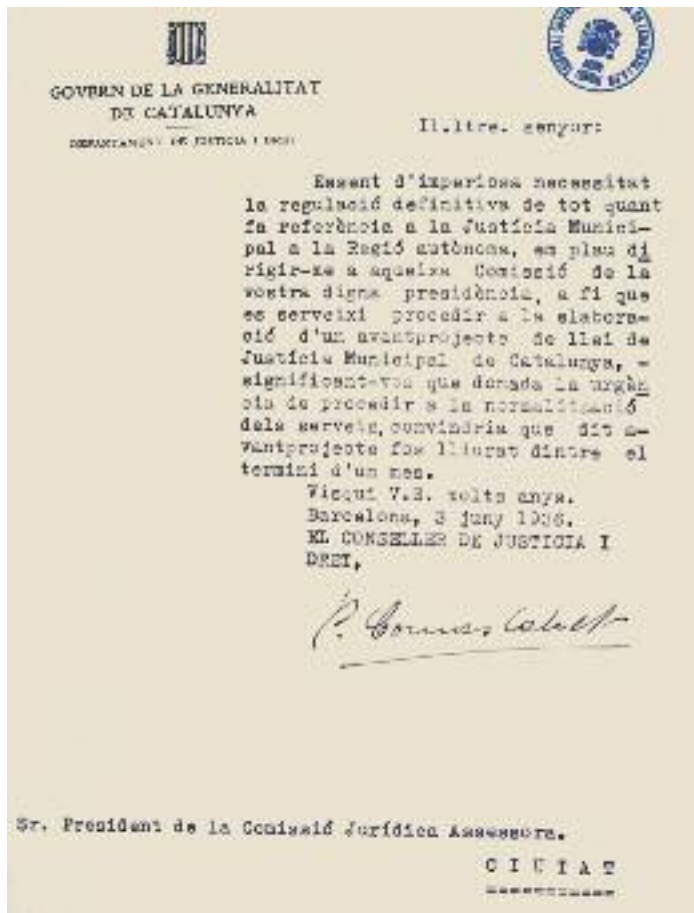 GOVERN DE LA GENERALITAT
DE CATALUNYA
DEPARTAMENT DE JUSTICIA I DRET
Il.ltre. senyor:
Essent d'imperiosa necessitat
la regulació definitiva de tot quant
fa referència a la Justícia Munici-
pal a la Regió autònoma, em plau di
rigir-me a aqueixa Comissió de la
vostra digna presidència, a fi que
es serveixi procedir a la elabora-
ció d'un avantprojecte de llei de
Justícia Municipal de Catalunya, -
significant-vos que donada la urgèn
cia de procedir a la normalització
dels serveis, convindria que dit a-
vantprojecte fos lliurat dintre el
termini d'un mes.
Visqui V.E. molts anys.
Barcelona, 3 juny 1936.
EL CONSELLER DE JUSTICIA I
DRET,
Sr. President de la Comissió Jurídica Assessora.
CIUTAT